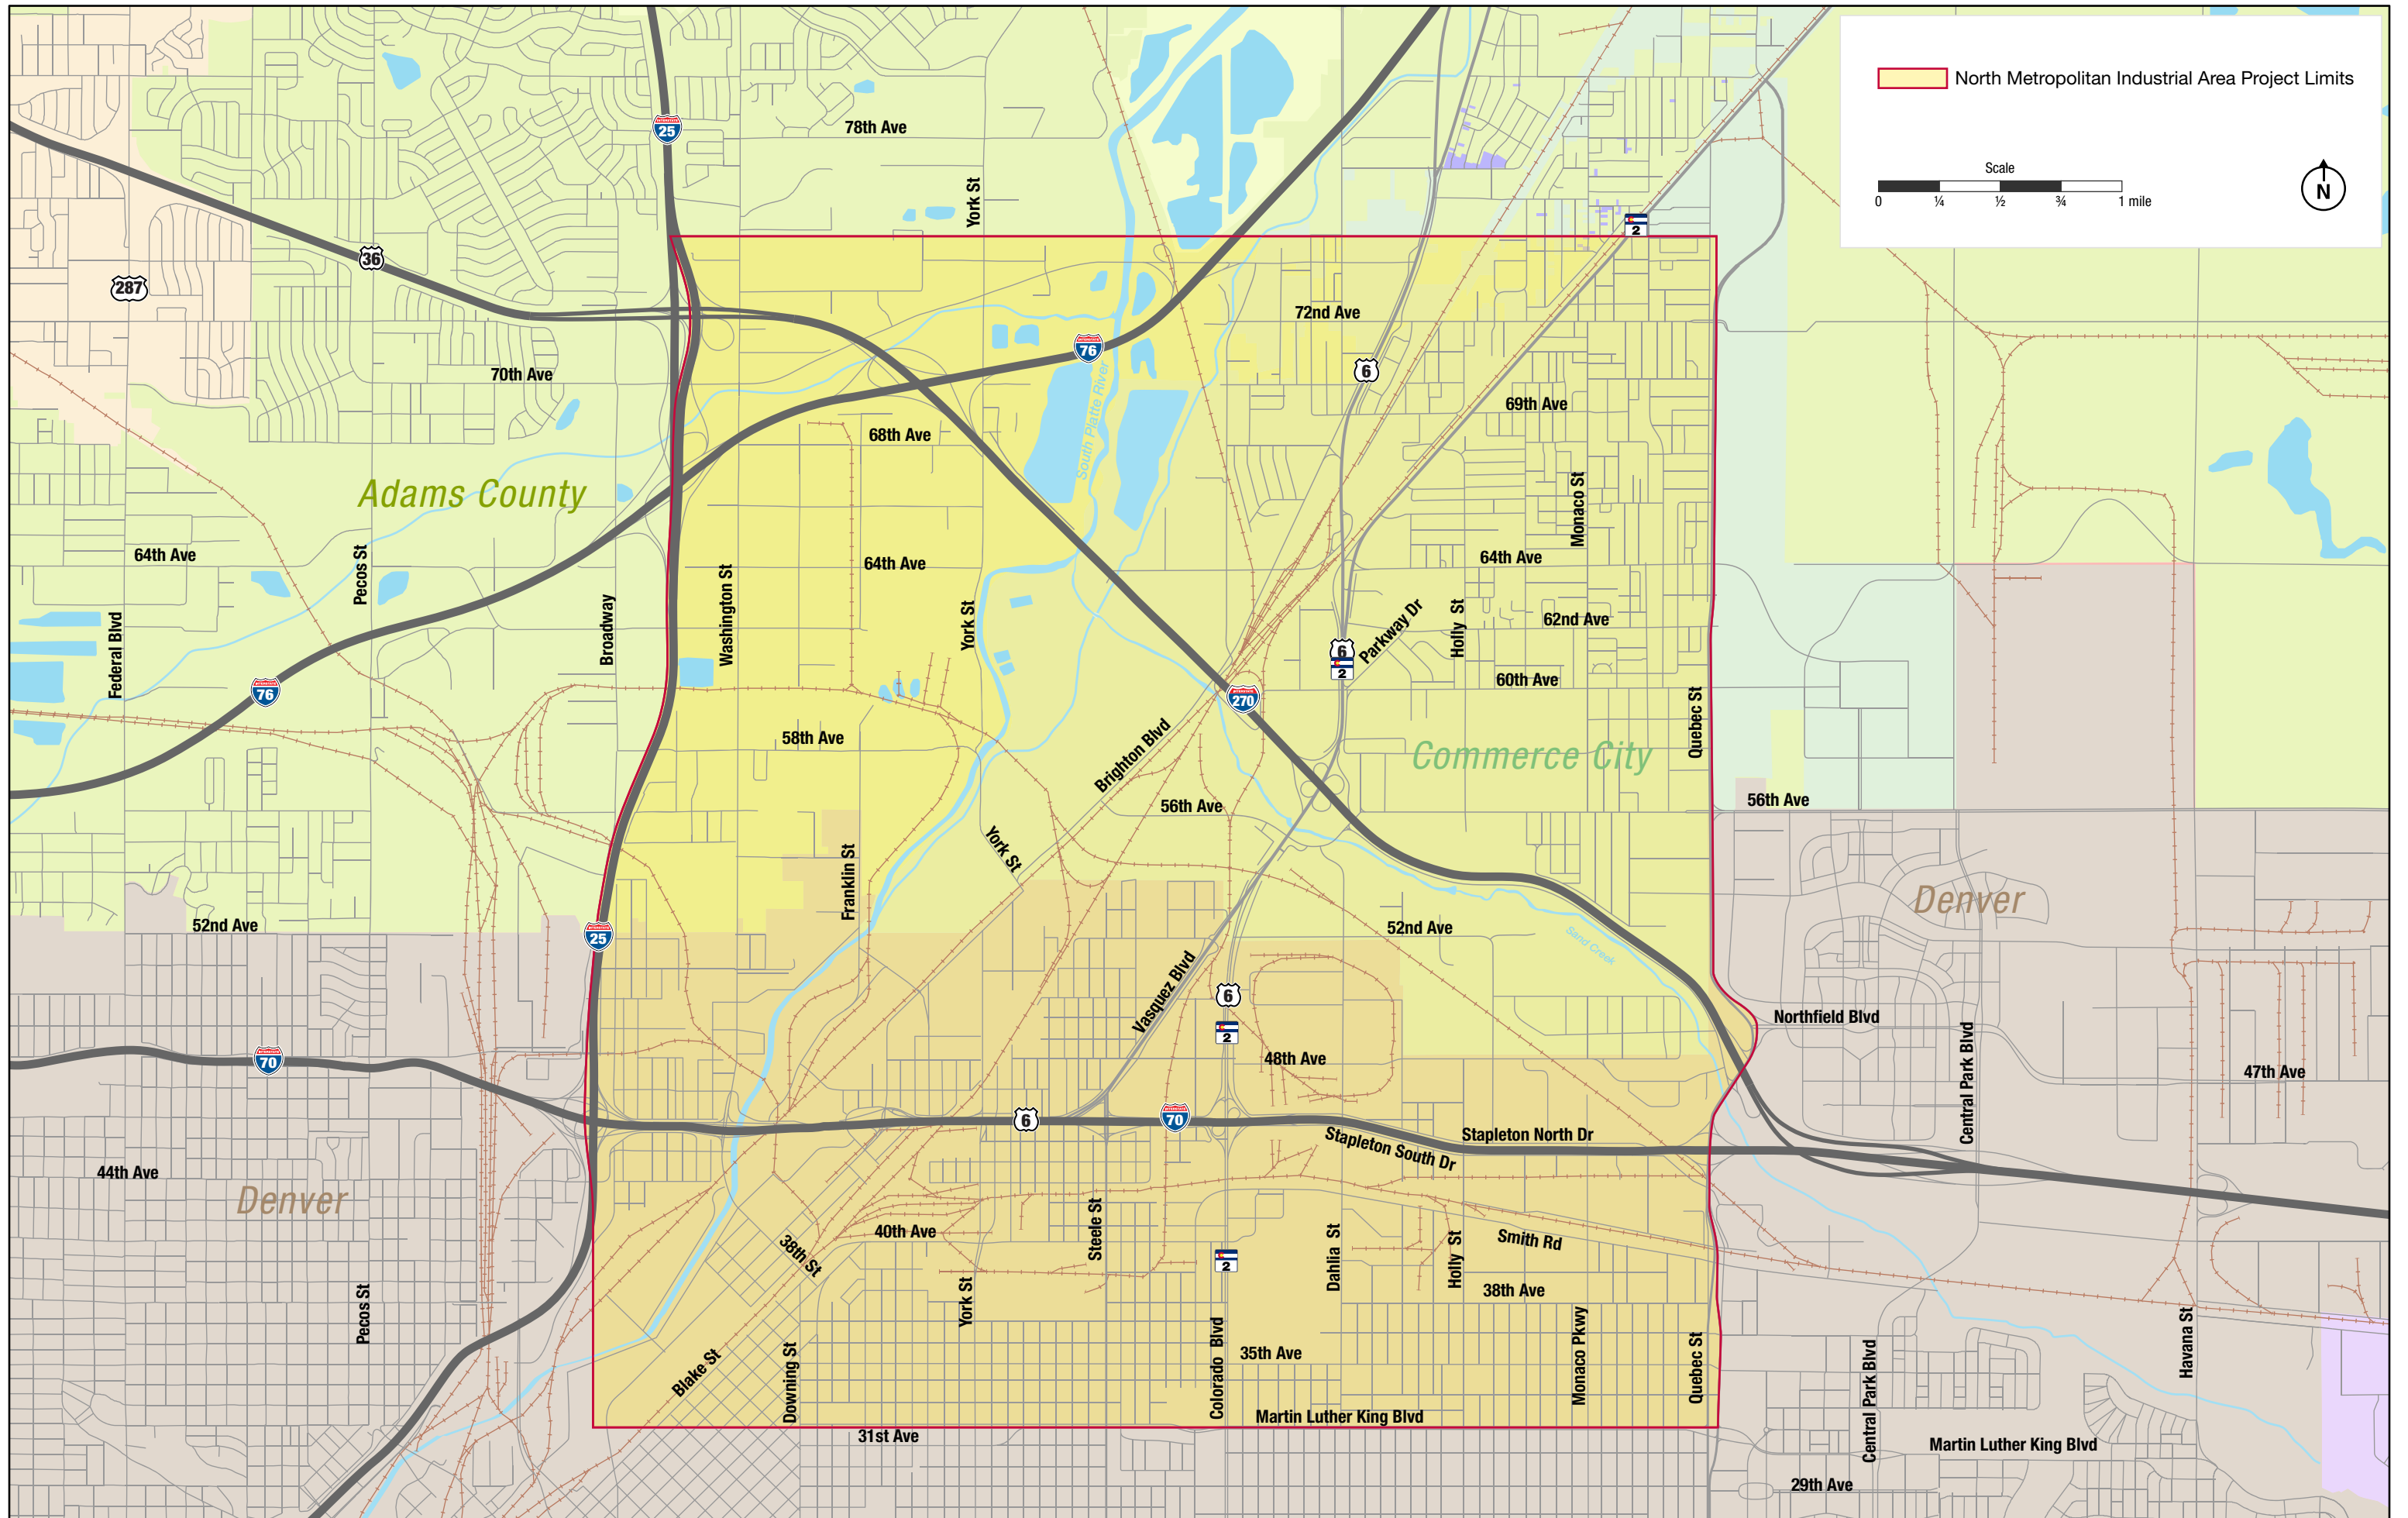 North Metropolitan Industrial Area Project Limits
Scale
0 ¼ ½ ¾ 1 mile
N
25
78th Ave
York St
2
36
287
72nd Ave
76
6
70th Ave
69th Ave
68th Ave
South Platte River
Adams County
Monaco St
64th Ave
64th Ave
64th Ave
Pecos St
Washington St
Broadway
York St
Federal Blvd
62nd Ave
Parkway Dr
Holly St
6
2
60th Ave
76
270
Quebec St
58th Ave
Brighton Blvd
Commerce City
56th Ave
56th Ave
York St
Franklin St
Denver
52nd Ave
25
52nd Ave
Sand Creek
Vasquez Blvd
6
2
Northfield Blvd
70
48th Ave
Central Park Blvd
47th Ave
6
70
Stapleton North Dr
Stapleton South Dr
44th Ave
Denver
Steele St
40th Ave
38th St
Smith Rd
2
Dahlia St
Holly St
38th Ave
Pecos St
York St
35th Ave
Monaco Pkwy
Quebec St
Central Park Blvd
Havana St
Blake St
Downing St
Colorado Blvd
Martin Luther King Blvd
31st Ave
Martin Luther King Blvd
29th Ave